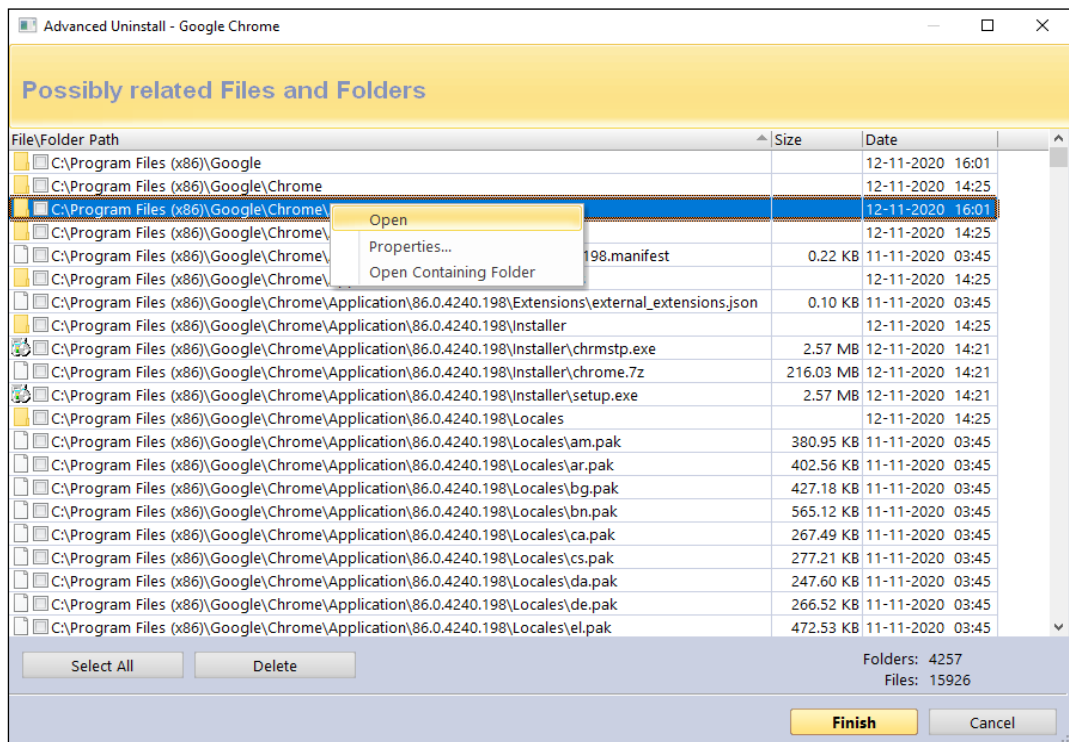 Advanced Uninstall - Google Chrome
Possibly related Files and Folders
File\Folder Path Size Date
C:\Program Files (x86)\Google 12-11-2020 16:01
C:\Program Files (x86)\Google\Chrome 12-11-2020 14:25
C:\Program Files (x86)\Google\Chrome\ 12-11-2020 16:01
Open
C:\Program Files (x86)\Google\Chrome\ 12-11-2020 14:25
Properties...
C:\Program Files (x86)\Google\Chrome\ 198.manifest 0.22 KB 11-11-2020 03:45
Open Containing Folder
C:\Program Files (x86)\Google\Chrome\ 12-11-2020 14:25
C:\Program Files (x86)\Google\Chrome\Application\86.0.4240.198\Extensions\external_extensions.json 0.10 KB 11-11-2020 03:45
C:\Program Files (x86)\Google\Chrome\Application\86.0.4240.198\Installer 12-11-2020 14:25
C:\Program Files (x86)\Google\Chrome\Application\86.0.4240.198\Installer\chrmstp.exe 2.57 MB 12-11-2020 14:21
C:\Program Files (x86)\Google\Chrome\Application\86.0.4240.198\Installer\chrome.7z 216.03 MB 12-11-2020 14:21
C:\Program Files (x86)\Google\Chrome\Application\86.0.4240.198\Installer\setup.exe 2.57 MB 12-11-2020 14:21
C:\Program Files (x86)\Google\Chrome\Application\86.0.4240.198\Locales 12-11-2020 14:25
C:\Program Files (x86)\Google\Chrome\Application\86.0.4240.198\Locales\am.pak 380.95 KB 11-11-2020 03:45
C:\Program Files (x86)\Google\Chrome\Application\86.0.4240.198\Locales\ar.pak 402.56 KB 11-11-2020 03:45
C:\Program Files (x86)\Google\Chrome\Application\86.0.4240.198\Locales\bg.pak 427.18 KB 11-11-2020 03:45
C:\Program Files (x86)\Google\Chrome\Application\86.0.4240.198\Locales\bn.pak 565.12 KB 11-11-2020 03:45
C:\Program Files (x86)\Google\Chrome\Application\86.0.4240.198\Locales\ca.pak 267.49 KB 11-11-2020 03:45
C:\Program Files (x86)\Google\Chrome\Application\86.0.4240.198\Locales\cs.pak 277.21 KB 11-11-2020 03:45
C:\Program Files (x86)\Google\Chrome\Application\86.0.4240.198\Locales\da.pak 247.60 KB 11-11-2020 03:45
C:\Program Files (x86)\Google\Chrome\Application\86.0.4240.198\Locales\de.pak 266.52 KB 11-11-2020 03:45
C:\Program Files (x86)\Google\Chrome\Application\86.0.4240.198\Locales\el.pak 472.53 KB 11-11-2020 03:45
Select All Delete
Folders: 4257
Files: 15926
Finish Cancel